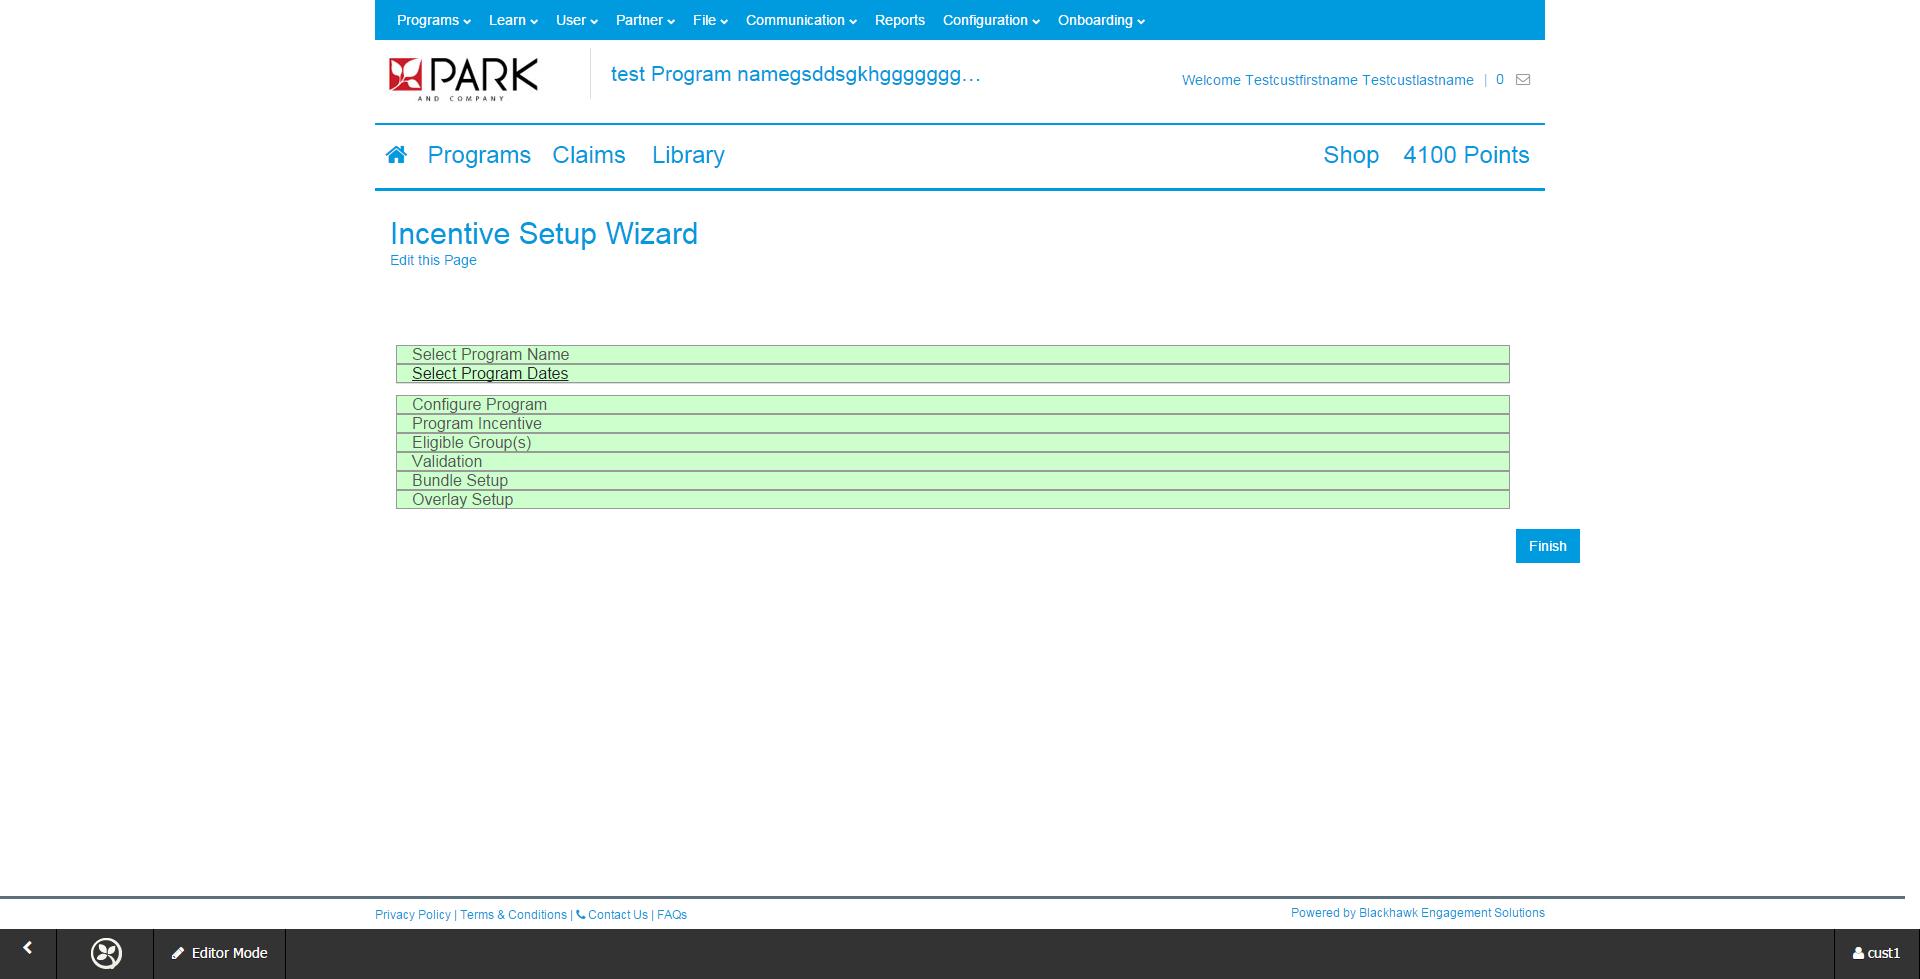 Programs Learn User Partner File Communication Reports Configuration Onboarding
PARK
AND COMPANY
test Program namegsddsgkhggggggg...
Welcome Testcustfirstname Testcustlastname | 0
Programs Claims Library Shop 4100 Points
Incentive Setup Wizard
Edit this Page
Select Program Name
Select Program Dates
Configure Program
Program Incentive
Eligible Group(s)
Validation
Bundle Setup
Overlay Setup
Finish
Privacy Policy | Terms & Conditions | Contact Us | FAQs
Powered by Blackhawk Engagement Solutions
Editor Mode
cust1